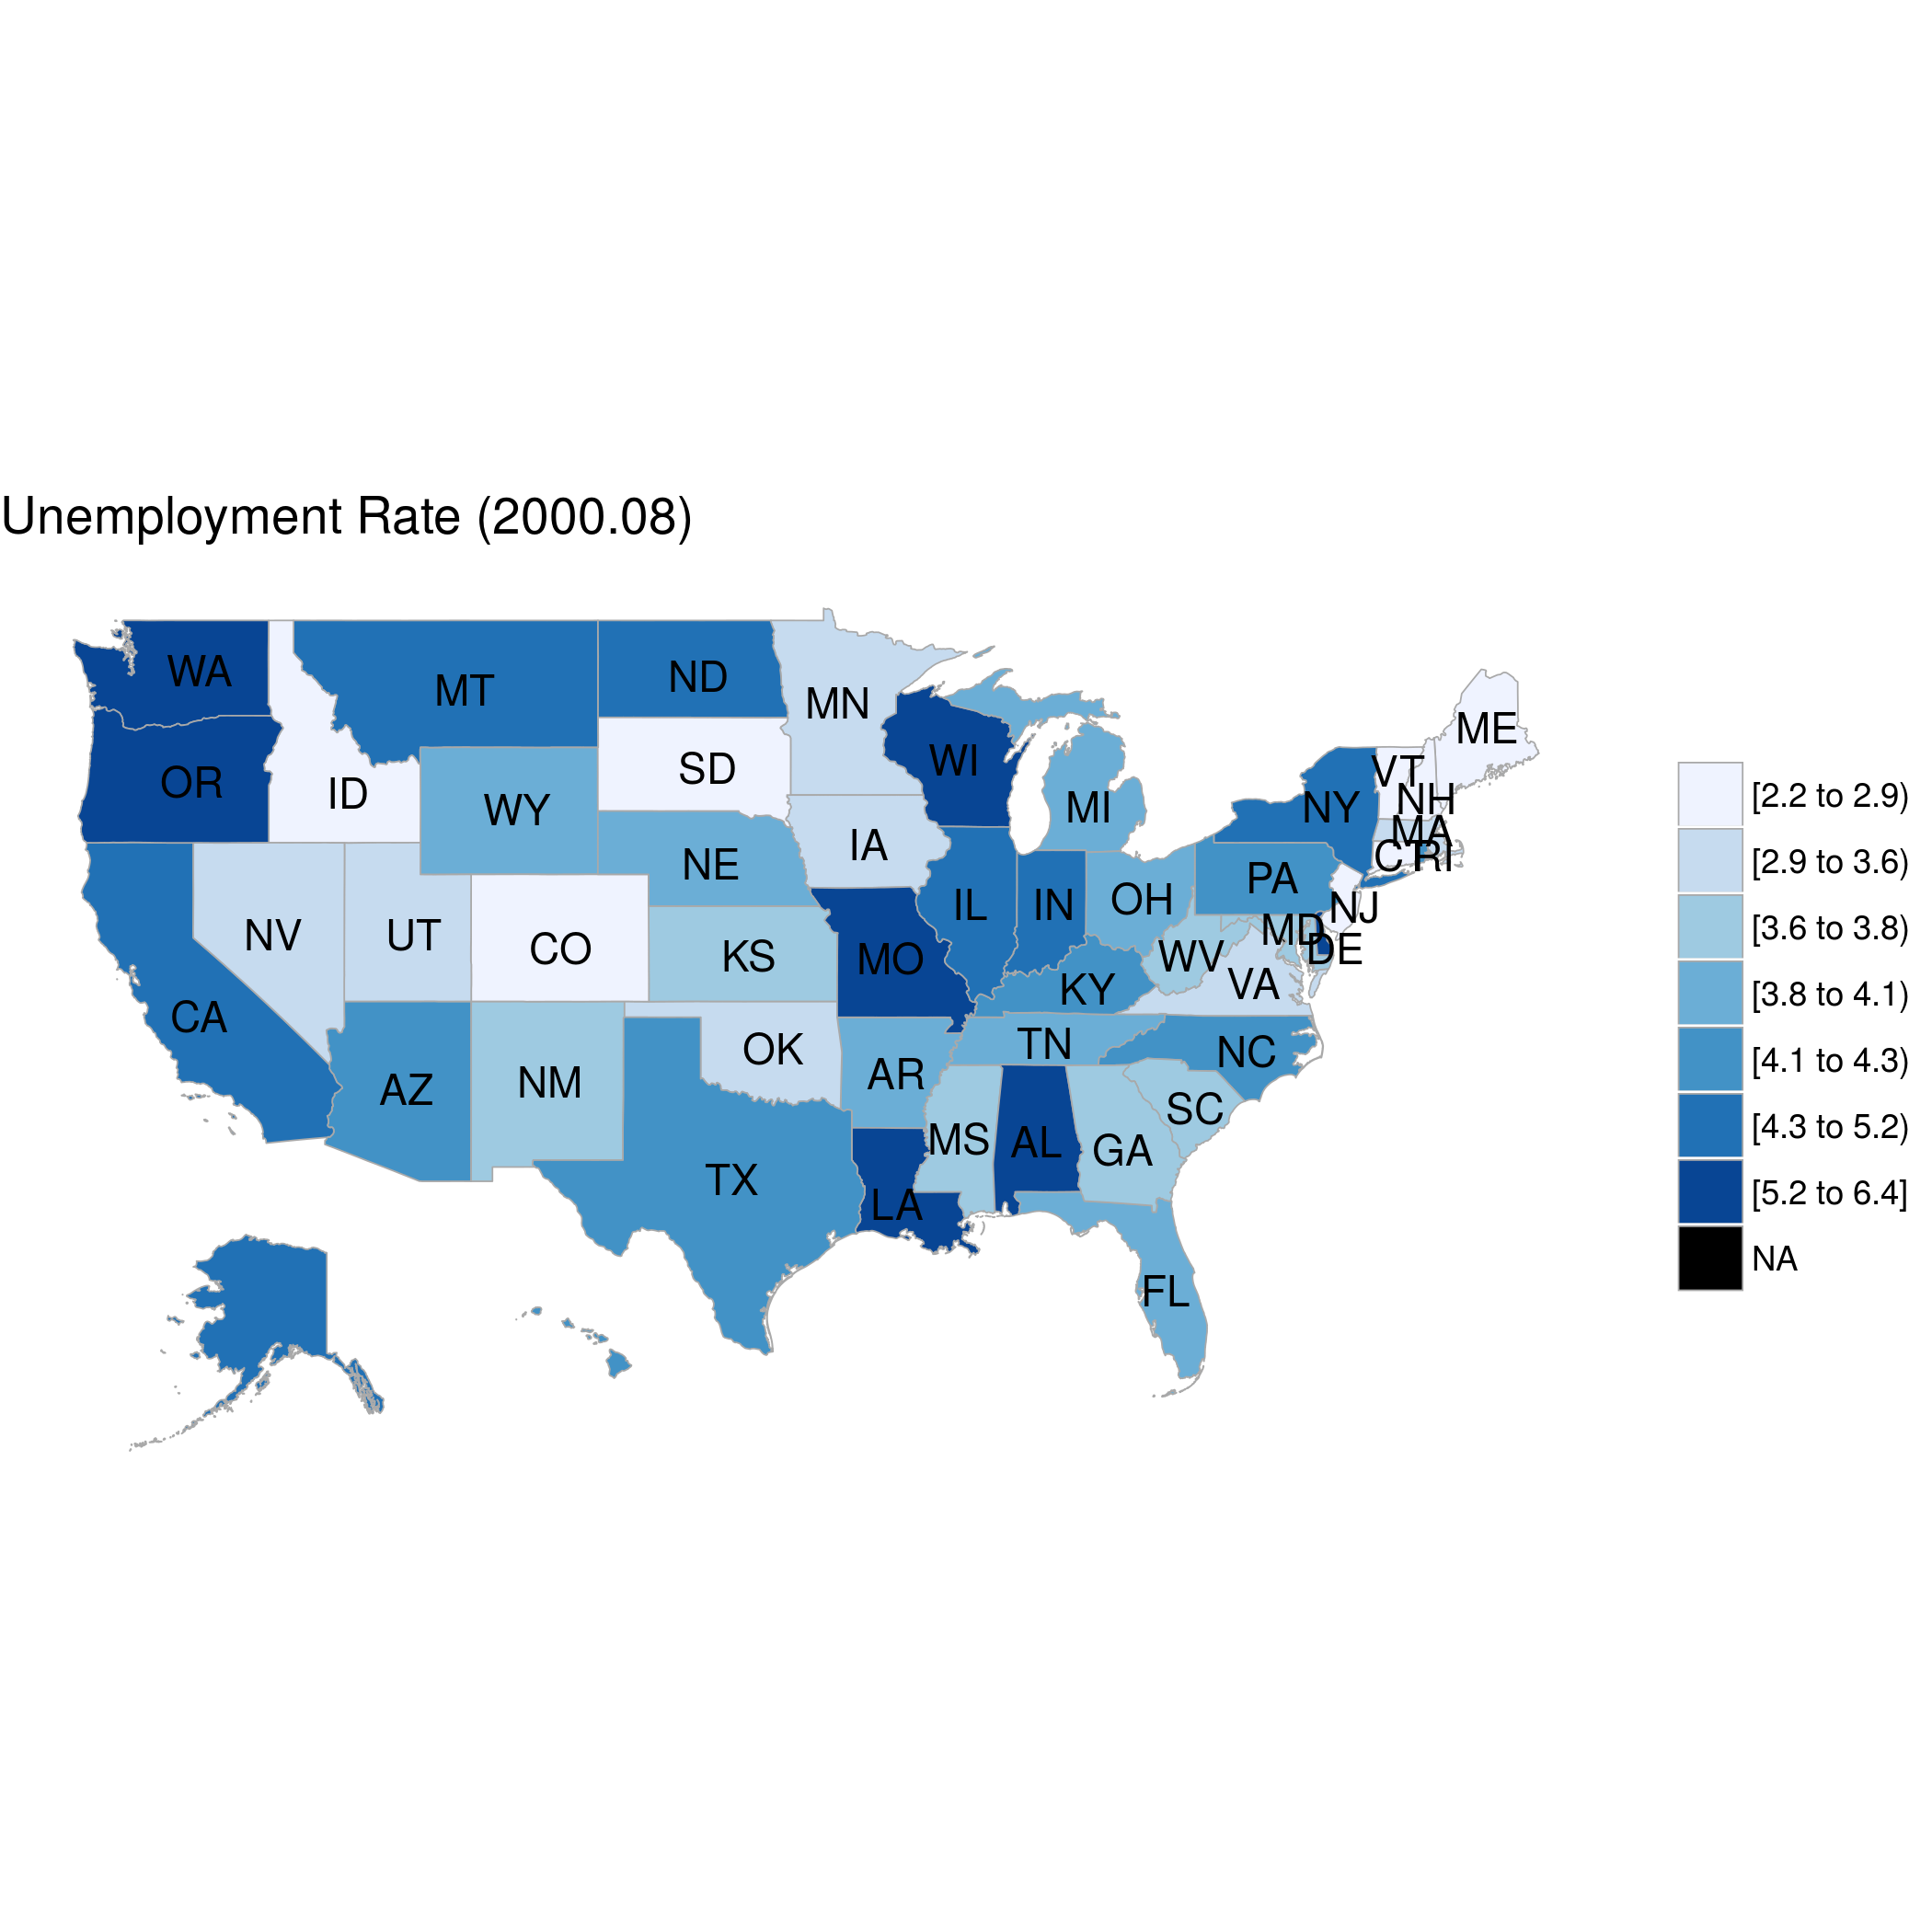 Unemployment Rate (2000.08)
WA
ND
MT
MN
ME
WI
SD
VT
OR
ID
NH
WY
MI
NY
MA
IA
C
RI
NE
PA
OH
IL
IN
NJ
MD
NV
UT
CO
DE
KS
MO
WV
VA
KY
CA
TN
OK
NC
AR
NM
AZ
SC
MS
AL
GA
TX
LA
FL
[2.2 to 2.9)
[2.9 to 3.6)
[3.6 to 3.8)
[3.8 to 4.1)
[4.1 to 4.3)
[4.3 to 5.2)
[5.2 to 6.4]
NA